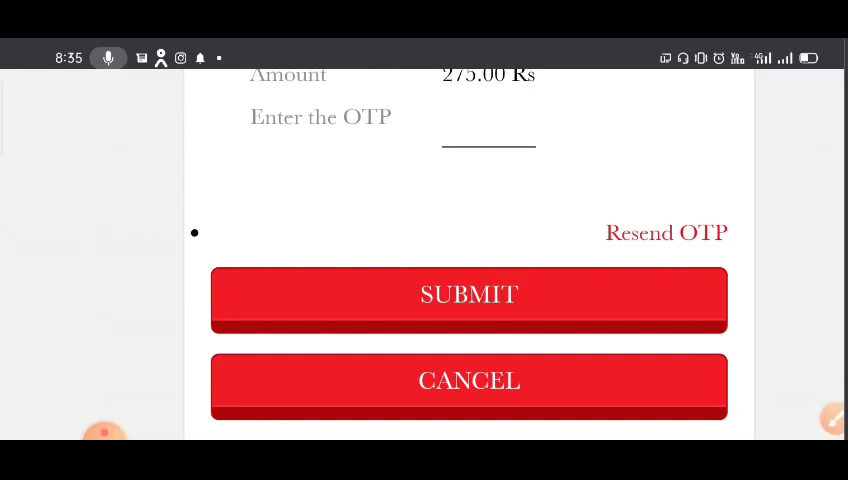 8:35
Amount 275.00 Rs
Enter the OTP
Resend OTP
SUBMIT
CANCEL